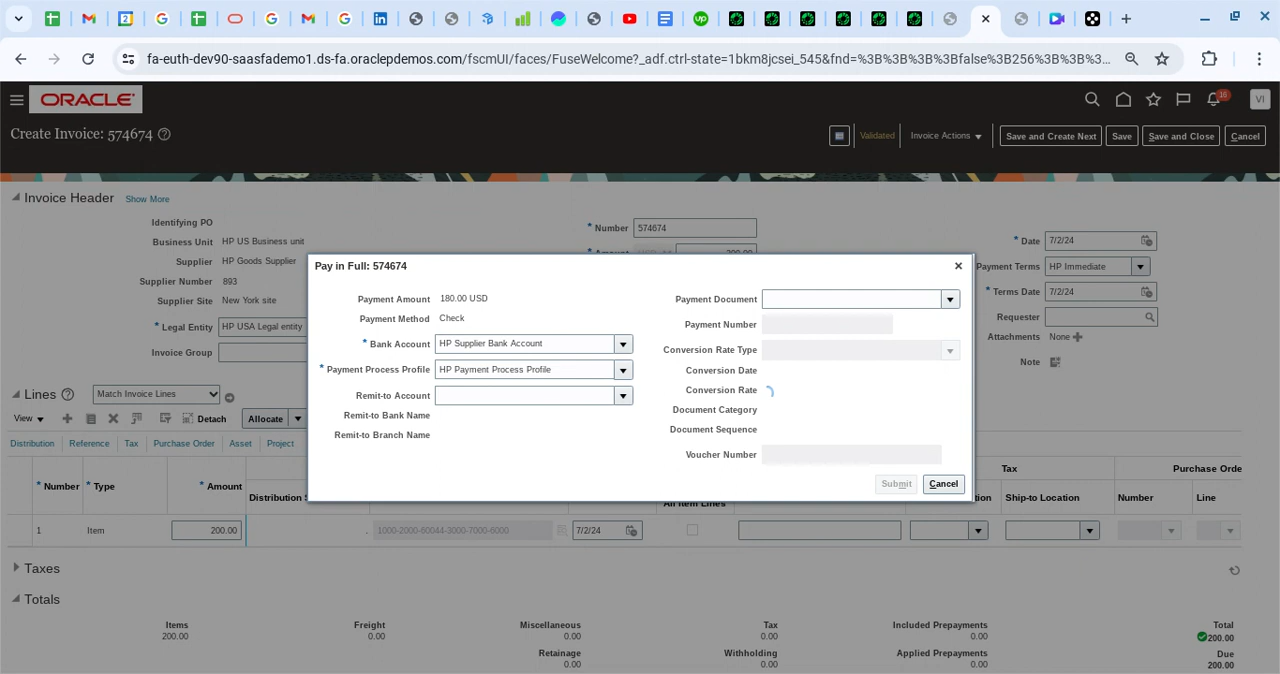 fa-euth-dev90-saasfademo1.ds-fa.oraclepdemos.com/fscmUI/faces/FuseWelcome?_adf.ctrl-state=1bkm8jcsei_545&fnd=%3B%3B%3B%3Bfalse%3B256%3B%3B%3...
ORACLE
16
VI
Create Invoice: 574674
Validated
Invoice Actions
Save and Create Next
Save
Save and Close
Cancel
Invoice Header
Show More
Identifying PO
Business Unit HP US Business unit
Supplier HP Goods Supplier
Supplier Number 893
Supplier Site New York site
* Legal Entity HP USA Legal entity
Invoice Group
* Number 574674
* Date 7/2/24
Payment Terms HP Immediate
* Terms Date 7/2/24
Requester
Attachments None
Note
Pay in Full: 574674
Payment Amount 180.00 USD
Payment Method Check
* Bank Account HP Supplier Bank Account
* Payment Process Profile HP Payment Process Profile
Remit-to Account
Remit-to Bank Name
Remit-to Branch Name
Payment Document
Payment Number
Conversion Rate Type
Conversion Date
Conversion Rate
Document Category
Document Sequence
Voucher Number
Submit
Cancel
Lines
Match Invoice Lines
View
Detach
Allocate
Distribution Reference Tax Purchase Order Asset Project
Tax
Purchase Orde
* Number * Type * Amount
Distribution
All Item Lines
Ship-to Location
Number
Line
1 Item 200.00 1000-2000-60044-3000-7000-6000 7/2/24
Taxes
Totals
Items Freight Miscellaneous Tax Included Prepayments Total
200.00 0.00 0.00 0.00 0.00 200.00
Retainage Withholding Applied Prepayments Due
0.00 0.00 0.00 200.00